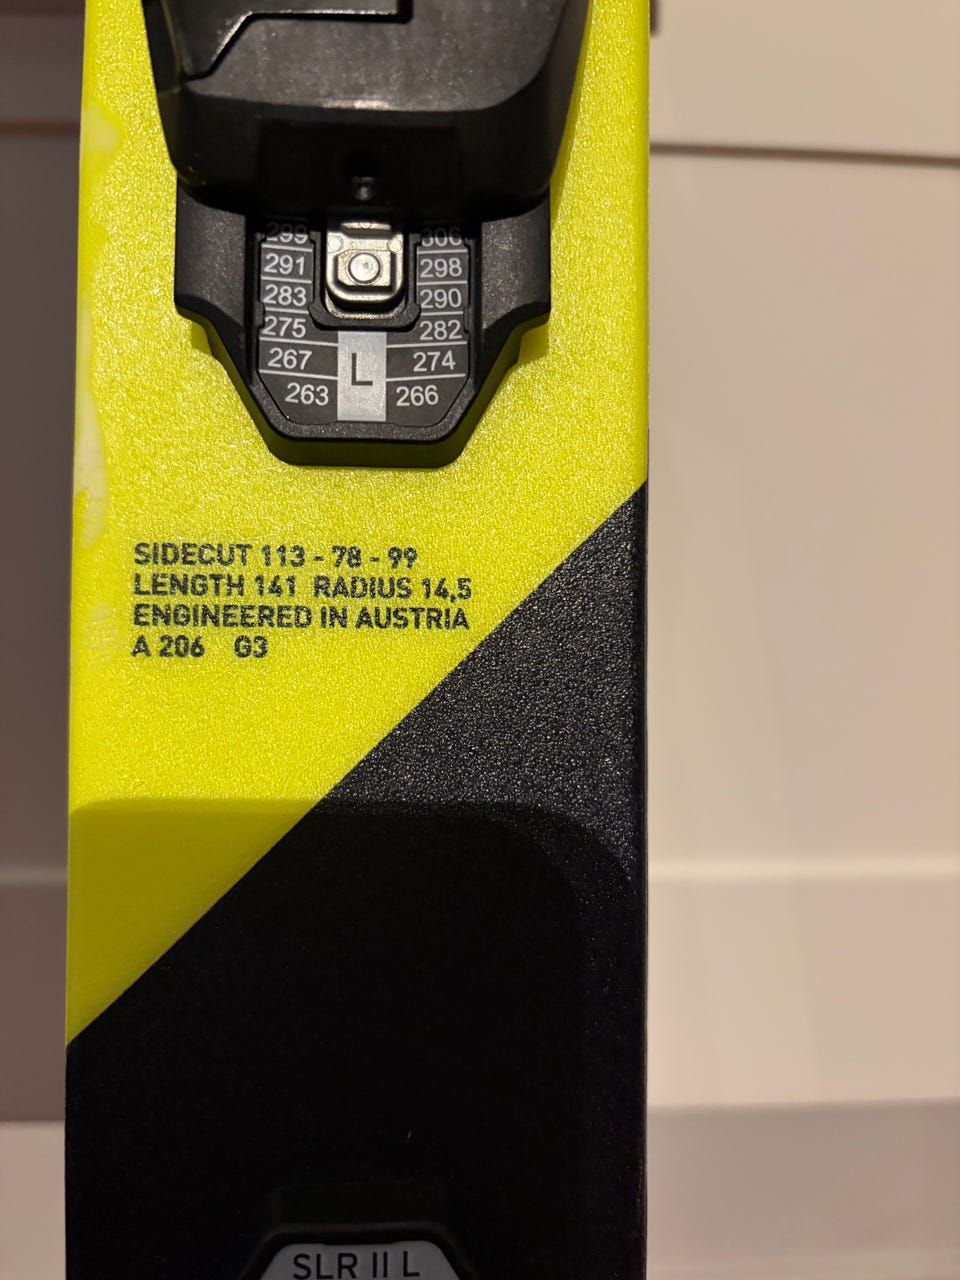 299 306
291 298
283 290
275 282
267 L 274
263 266
SIDECUT 113 - 78 - 99
LENGTH 141 RADIUS 14,5
ENGINEERED IN AUSTRIA
A 206 G3
SLR II L